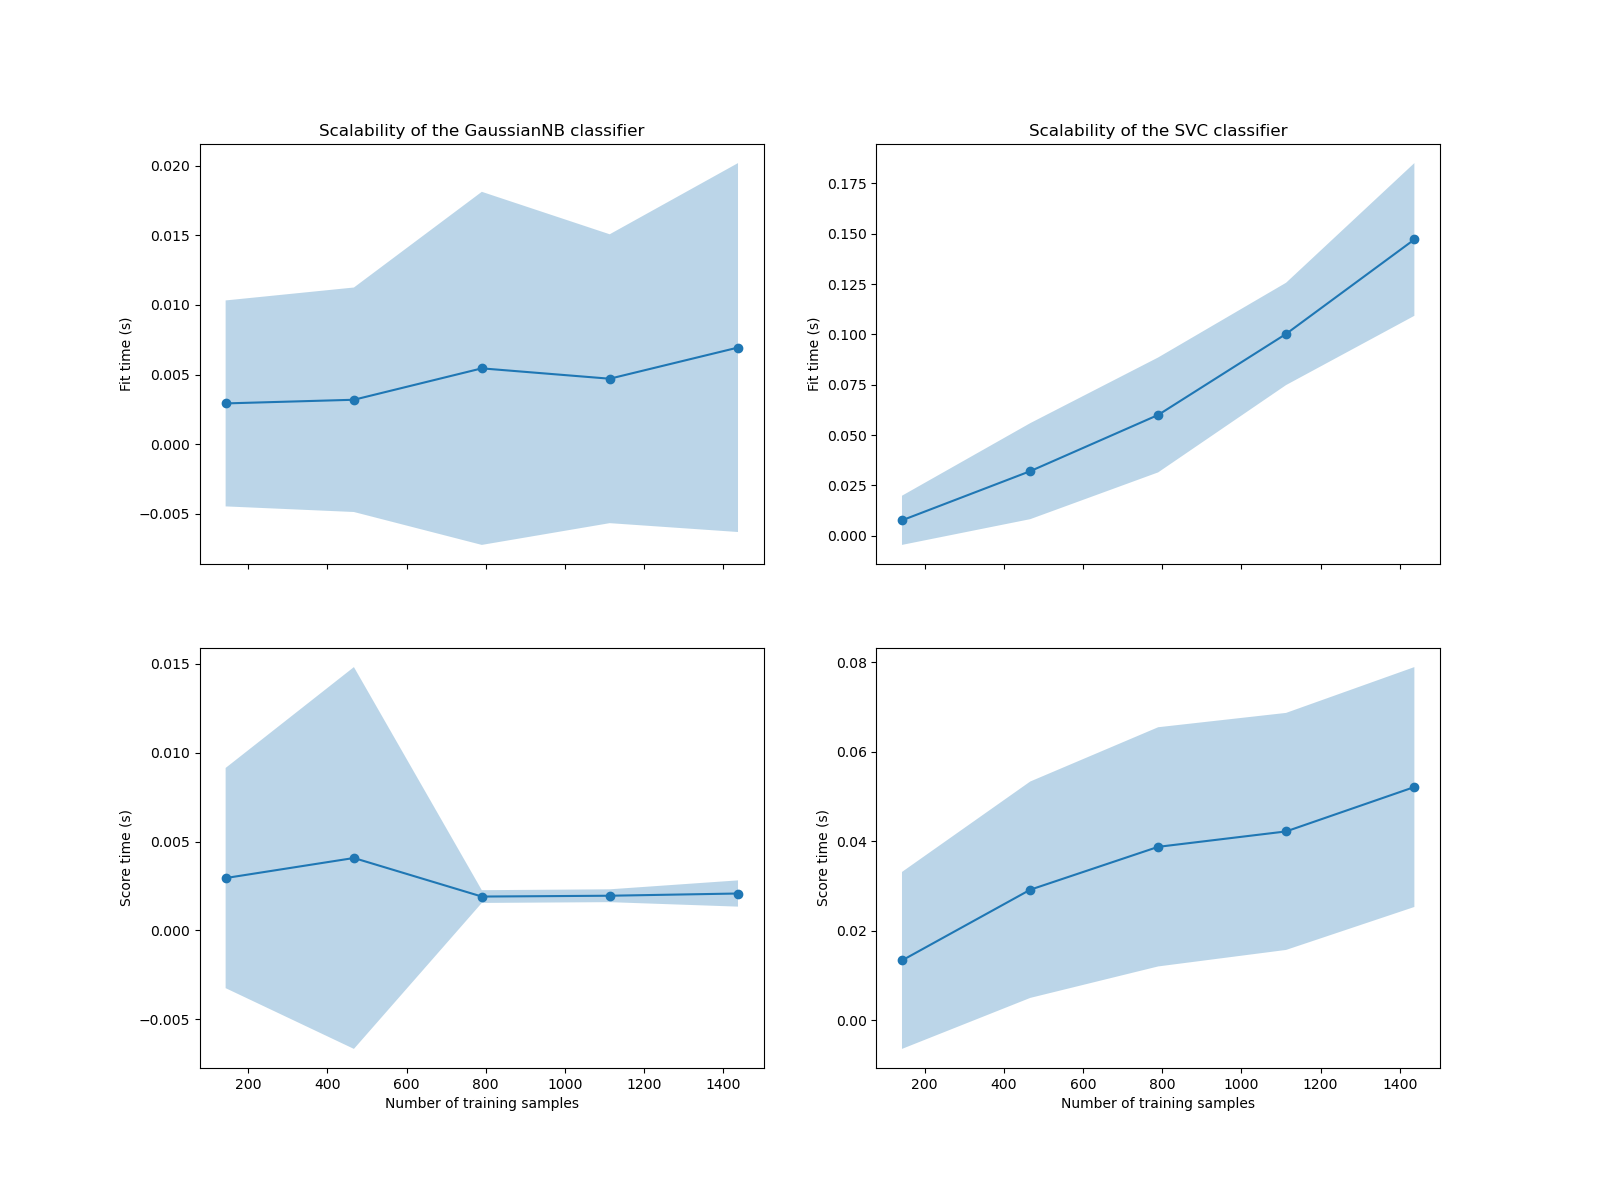 Scalability of the GaussianNB classifier
Fit time (s)
0.020
0.015
0.010
0.005
0.000
−0.005
Scalability of the SVC classifier
Fit time (s)
0.175
0.150
0.125
0.100
0.075
0.050
0.025
0.000
Score time (s)
0.015
0.010
0.005
0.000
−0.005
200 400 600 800 1000 1200 1400
Number of training samples
Score time (s)
0.08
0.06
0.04
0.02
0.00
200 400 600 800 1000 1200 1400
Number of training samples